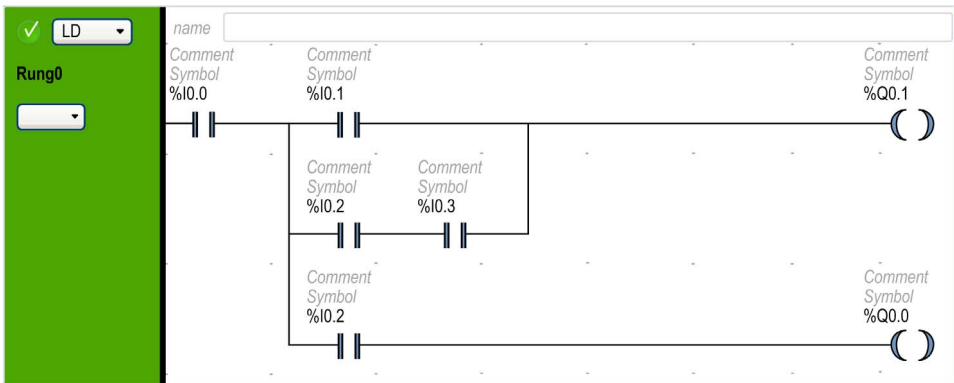 LD
name
Rung0
Comment Comment Comment
Symbol Symbol Symbol
%I0.0 %I0.1 %Q0.1
Comment Comment
Symbol Symbol
%I0.2 %I0.3
Comment Comment
Symbol Symbol
%I0.2 %Q0.0